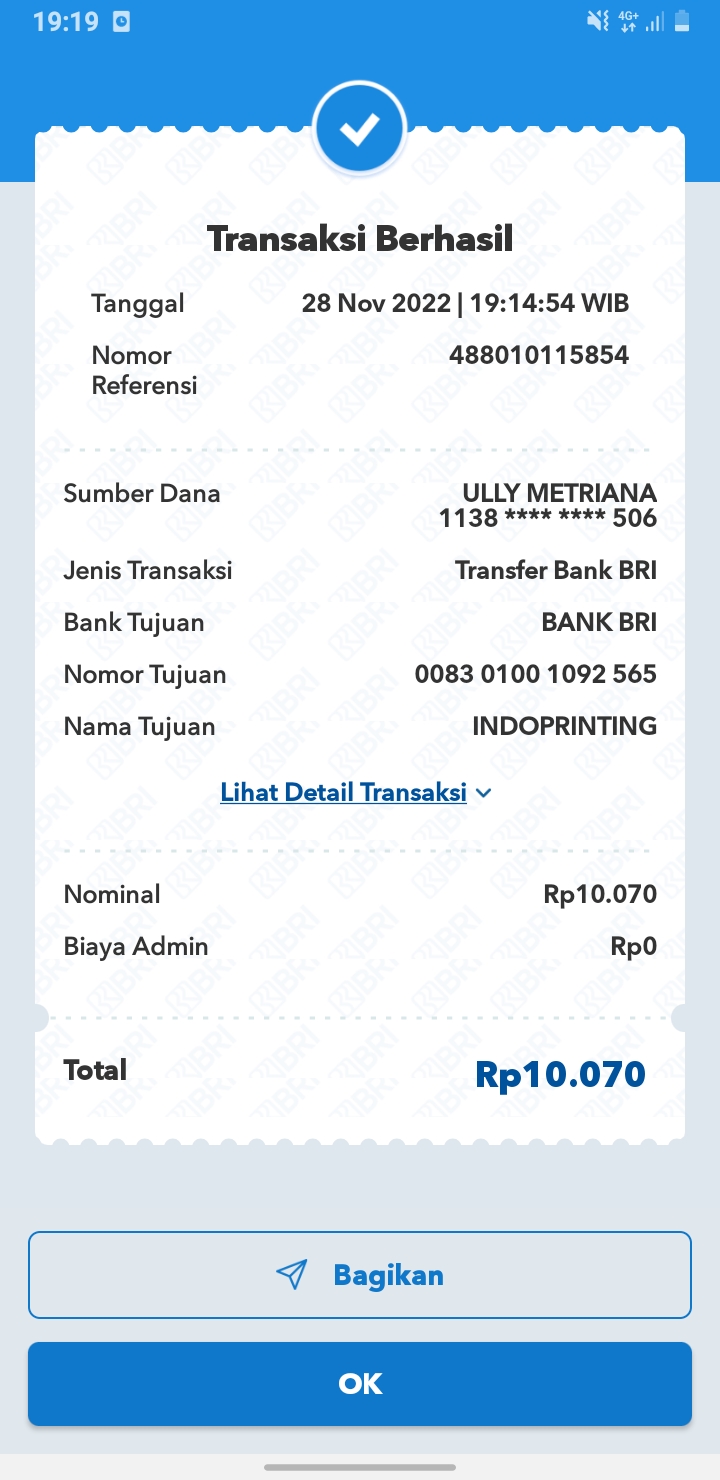 19:19
4G+
Transaksi Berhasil
Tanggal 28 Nov 2022 | 19:14:54 WIB
Nomor Referensi 488010115854
Sumber Dana ULLY METRIANA
1138 **** **** 506
Jenis Transaksi Transfer Bank BRI
Bank Tujuan BANK BRI
Nomor Tujuan 0083 0100 1092 565
Nama Tujuan INDOPRINTING
Lihat Detail Transaksi
Nominal Rp10.070
Biaya Admin Rp0
Total Rp10.070
Bagikan
OK